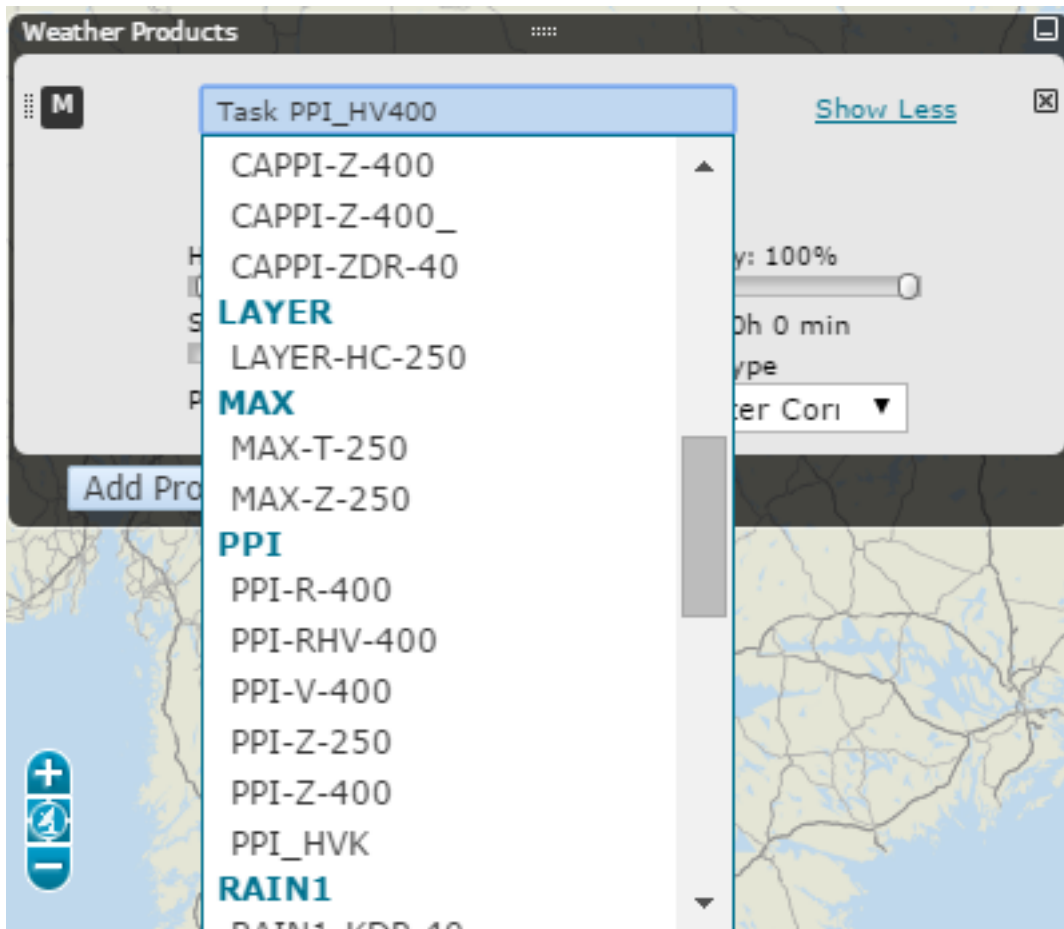 Weather Products
M
Task PPI_HV400
Show Less
CAPPI-Z-400
CAPPI-Z-400_
CAPPI-ZDR-40
y: 100%
LAYER
0h 0 min
LAYER-HC-250
ype
MAX
ter Cor
MAX-T-250
MAX-Z-250
Add Pro
PPI
PPI-R-400
PPI-RHV-400
PPI-V-400
PPI-Z-250
PPI-Z-400
PPI_HVK
RAIN1